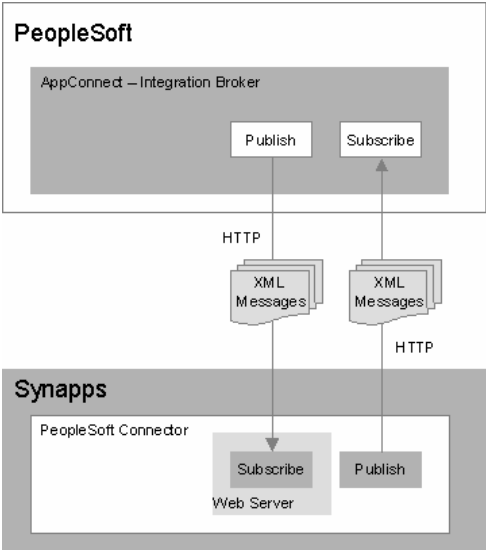 PeopleSoft
AppConnect – Integration Broker
Publish
Subscribe
HTTP
XML
Messages
XML
Messages
HTTP
Synapps
PeopleSoft Connector
Subscribe
Publish
Web Server